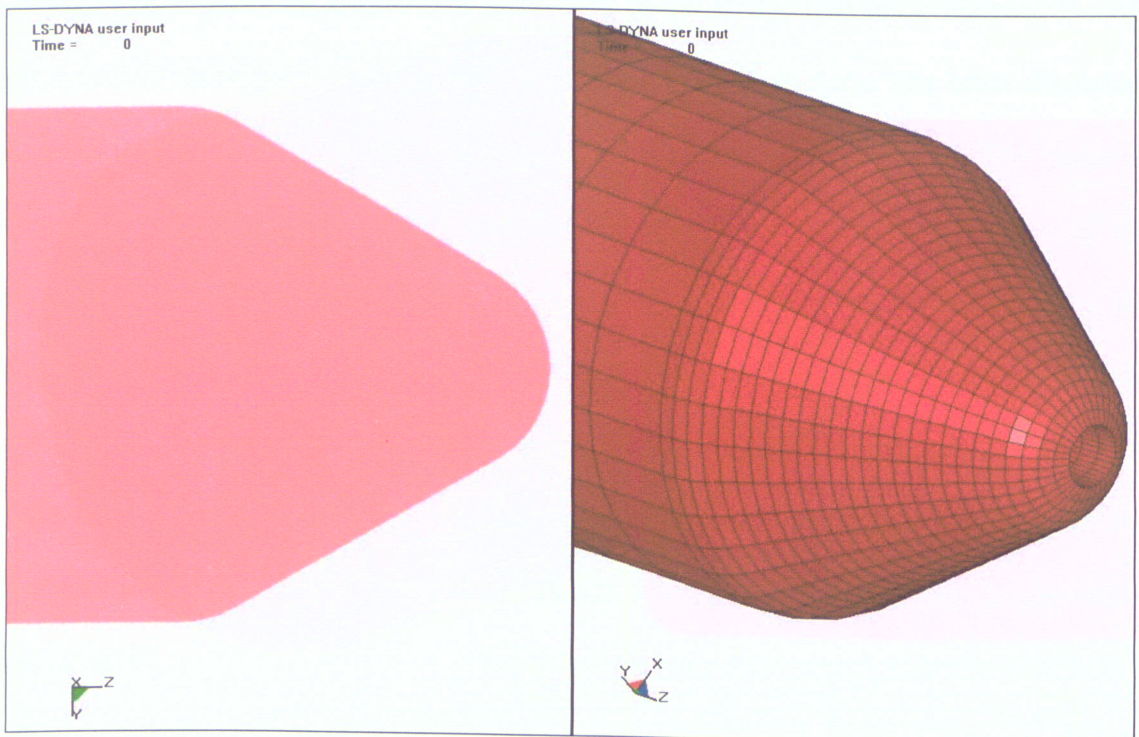 LS-DYNA user input
Time = 0
LS-DYNA user input
Time = 0
X Z
Y
Y X
Z